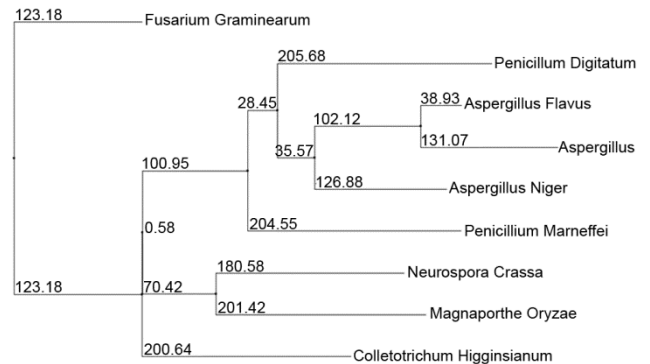 123.18
Fusarium Graminearum
205.68
Penicillum Digitatum
28.45
38.93
Aspergillus Flavus
102.12
131.07
Aspergillus
35.57
126.88
Aspergillus Niger
100.95
204.55
Penicillium Marneffei
0.58
180.58
Neurospora Crassa
123.18
70.42
201.42
Magnaporthe Oryzae
200.64
Colletotrichum Higginsianum